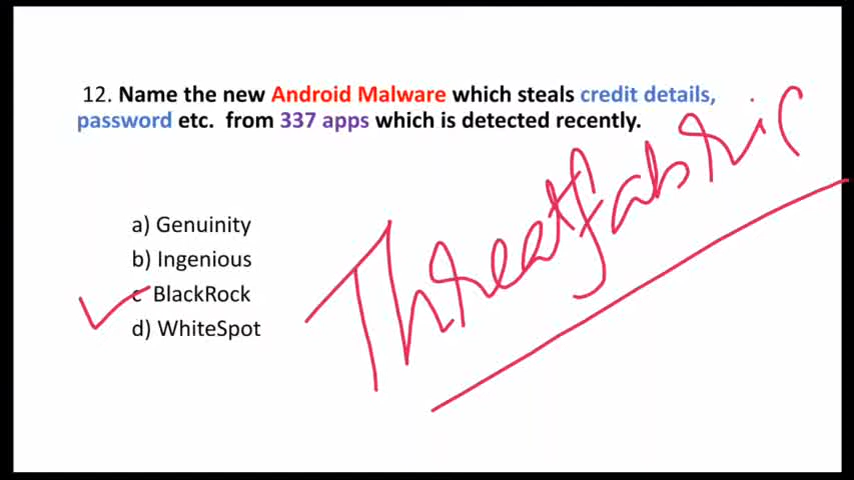 12. Name the new Android Malware which steals credit details,
password etc. from 337 apps which is detected recently.
a) Genuinity
b) Ingenious
c BlackRock
d) WhiteSpot
Threatfabric